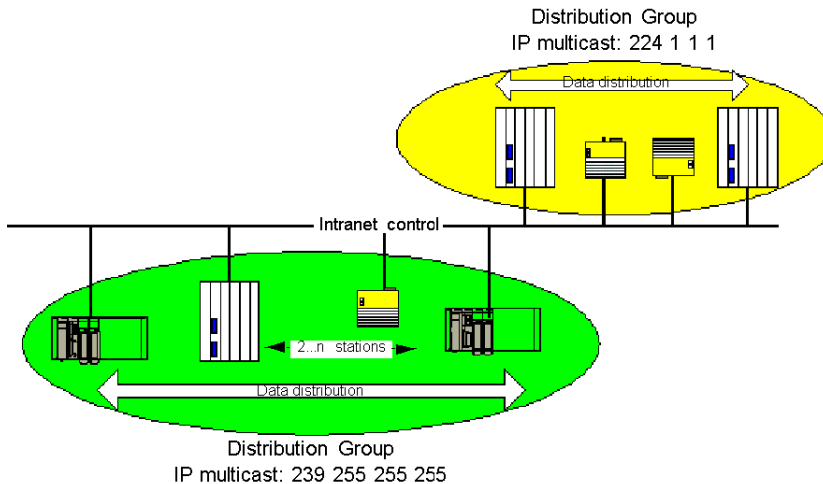 Distribution Group
IP multicast: 224 1 1 1
Data distribution
Intranet control
2...n stations
Data distribution
Distribution Group
IP multicast: 239 255 255 255